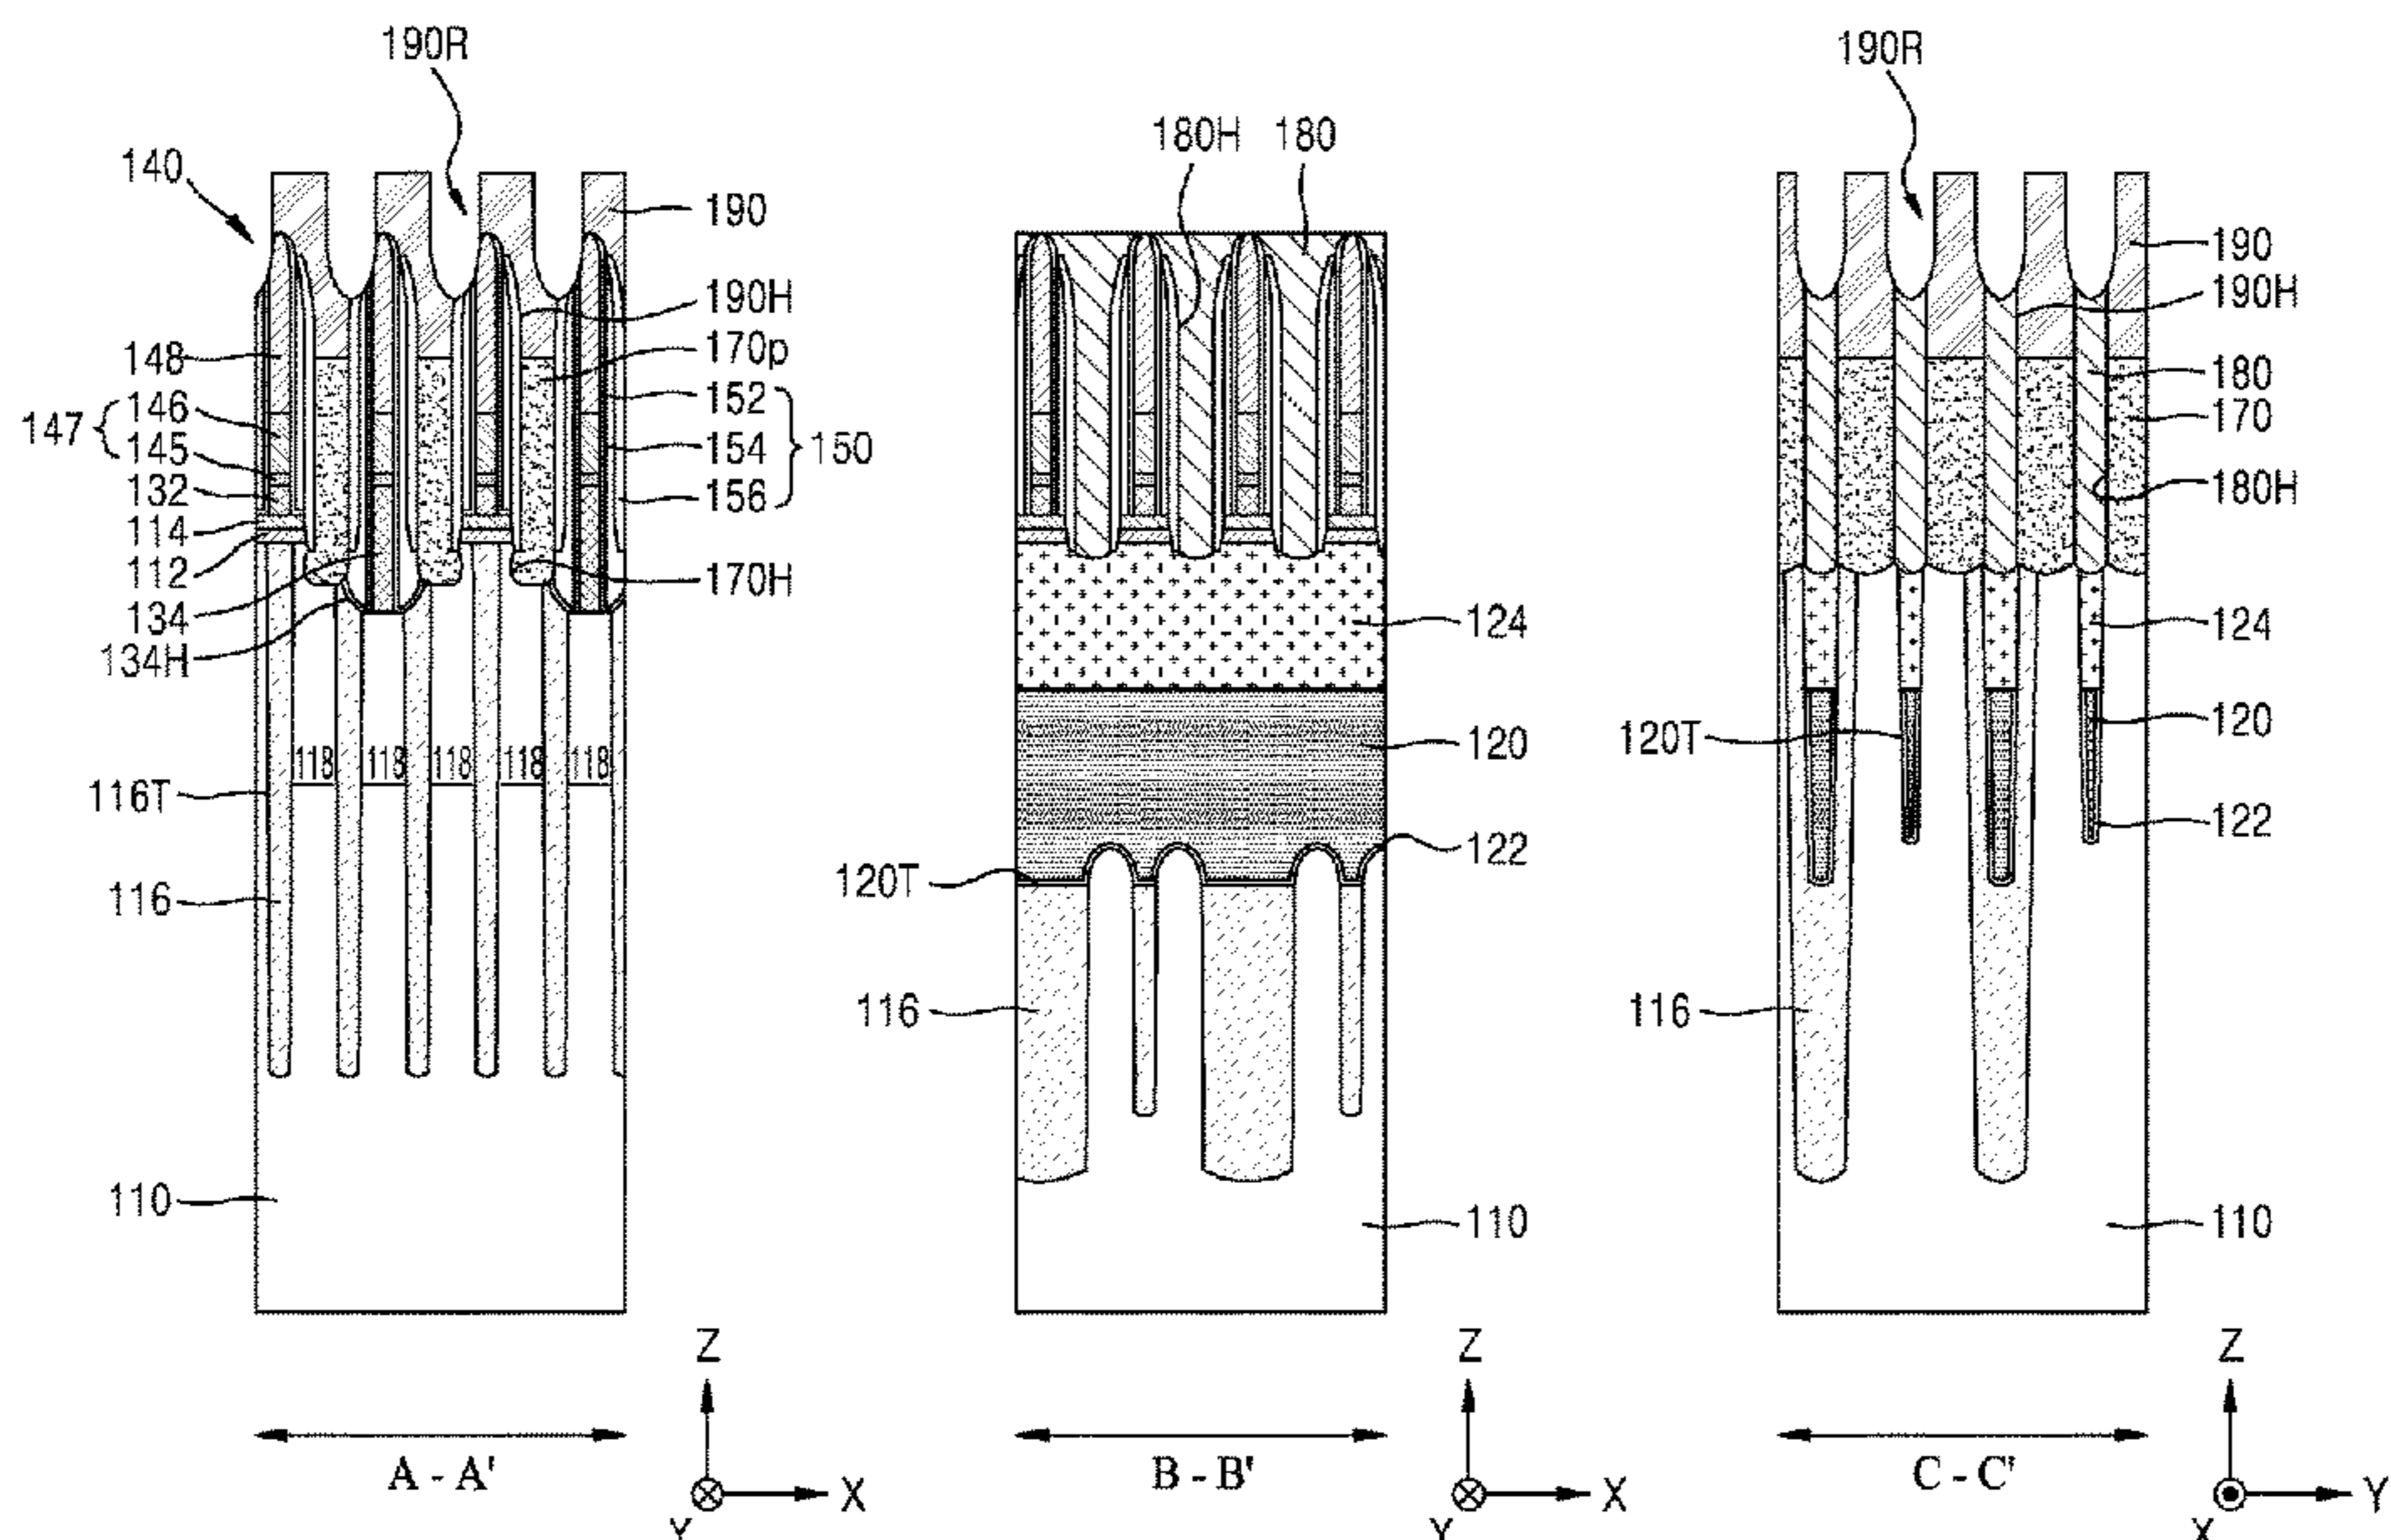 190R
140
190
190H
148
170p
146
152
147
145
154
150
132
156
114
112
170H
134
134H
118 118 118 118 118
116T
116
110
A - A'
Z
X
Y
180H 180
124
120
122
120T
116
110
B - B'
Z
X
Y
190R
190
190H
180
170
180H
124
120
120T
122
116
110
C - C'
Z
Y
X